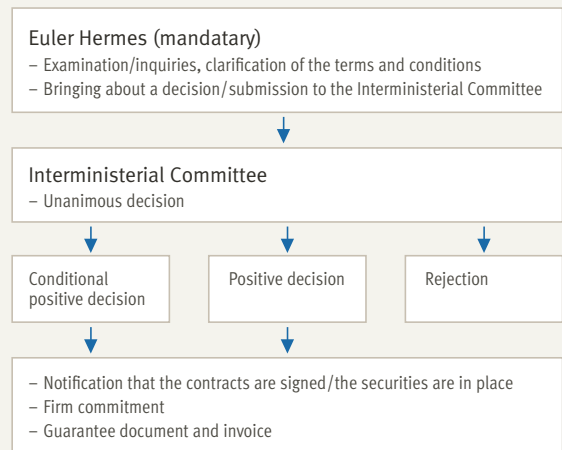 Euler Hermes (mandatary)
– Examination/inquiries, clarification of the terms and conditions
– Bringing about a decision/submission to the Interministerial Committee
Interministerial Committee
– Unanimous decision
Conditional
positive decision
Positive decision
Rejection
– Notification that the contracts are signed/the securities are in place
– Firm commitment
– Guarantee document and invoice